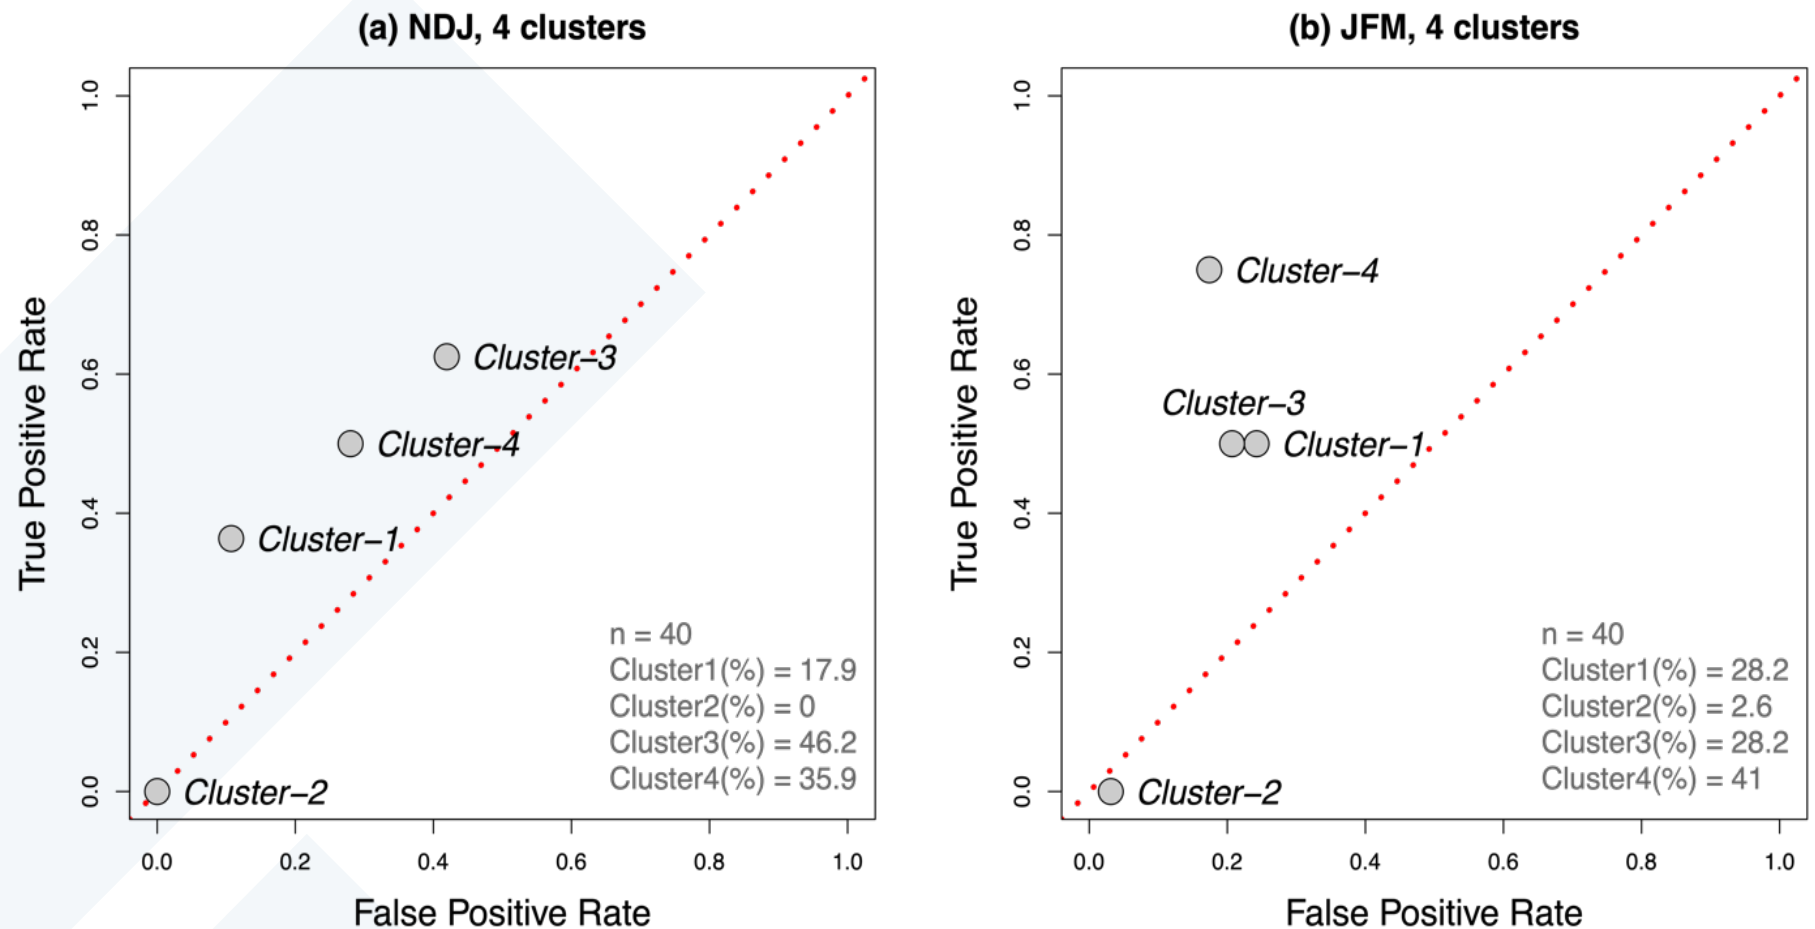 (a) NDJ, 4 clusters
True Positive Rate
1.0
0.8
0.6
0.4
0.2
0.0
Cluster–3
Cluster–4
Cluster–1
Cluster–2
n = 40
Cluster1(%) = 17.9
Cluster2(%) = 0
Cluster3(%) = 46.2
Cluster4(%) = 35.9
0.0 0.2 0.4 0.6 0.8 1.0
False Positive Rate
(b) JFM, 4 clusters
True Positive Rate
1.0
0.8
0.6
0.4
0.2
0.0
Cluster–4
Cluster–3
Cluster–1
Cluster–2
n = 40
Cluster1(%) = 28.2
Cluster2(%) = 2.6
Cluster3(%) = 28.2
Cluster4(%) = 41
0.0 0.2 0.4 0.6 0.8 1.0
False Positive Rate